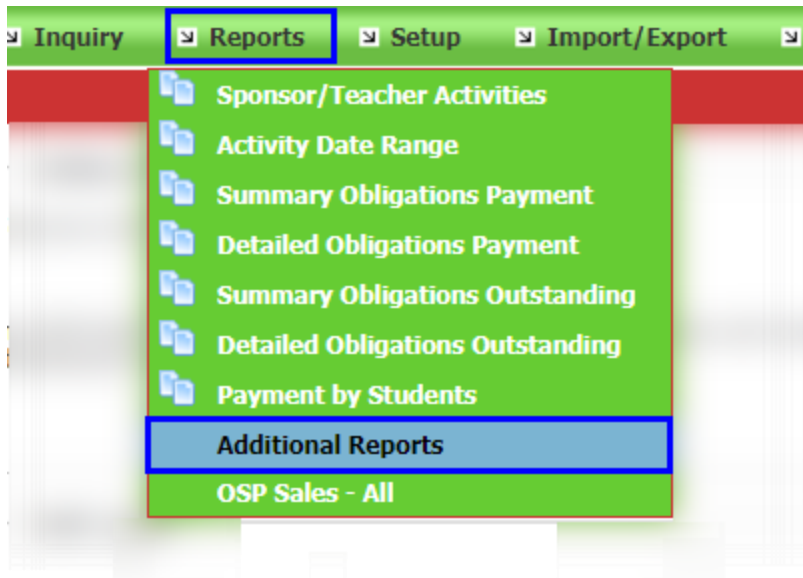 Inquiry Reports Setup Import/Export
Sponsor/Teacher Activities
Activity Date Range
Summary Obligations Payment
Detailed Obligations Payment
Summary Obligations Outstanding
Detailed Obligations Outstanding
Payment by Students
Additional Reports
OSP Sales - All